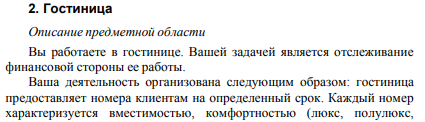 2. Гостиница
Описание предметной области
Вы работаете в гостинице. Вашей задачей является отслеживание
финансовой стороны ее работы.
Ваша деятельность организована следующим образом: гостиница
предоставляет номера клиентам на определенный срок. Каждый номер
характеризуется вместимостью, комфортностью (люкс, полулюкс,